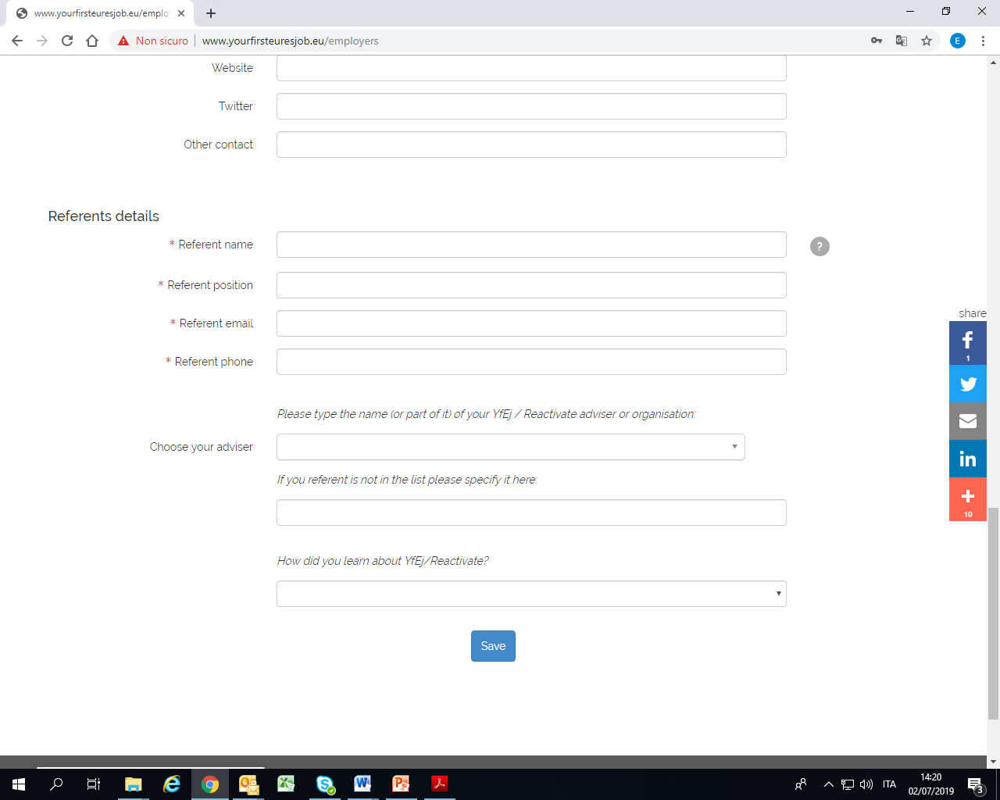 www.yourfirsteuresjob.eu/emplo
Non sicuro www.yourfirsteuresjob.eu/employers
E
Website
Twitter
Other contact
Referents details
* Referent name
?
* Referent position
* Referent email
* Referent phone
share
1
19
Please type the name (or part of it) of your YfEj / Reactivate adviser or organisation:
Choose your adviser
If you referent is not in the list please specify it here:
How did you learn about YfEj/Reactivate?
Save
ITA
14:20
02/07/2019
3